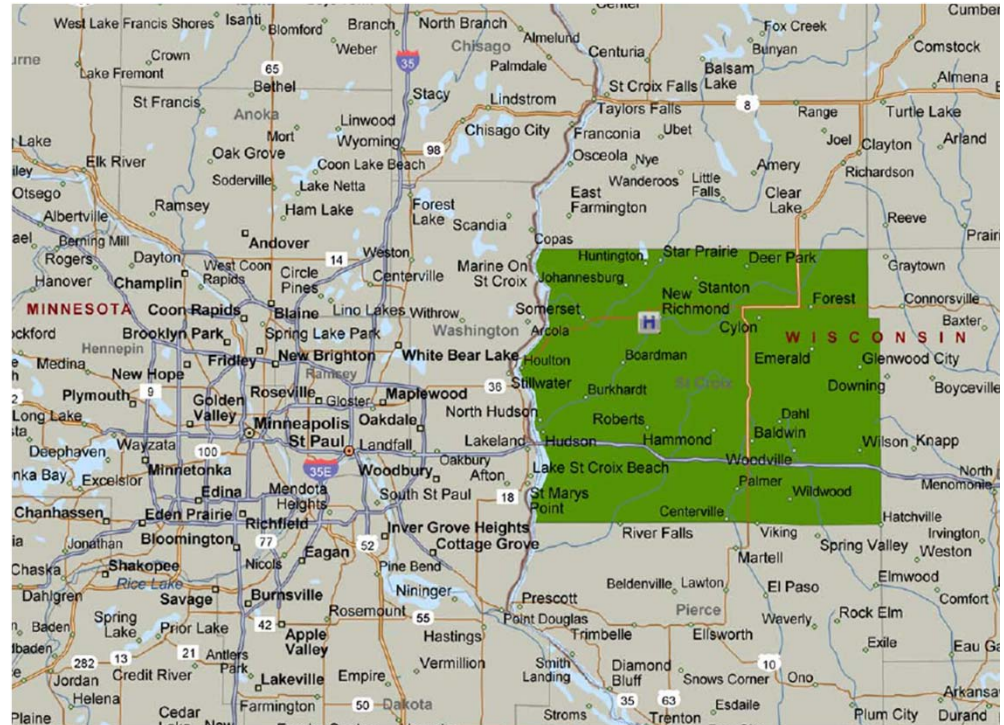 West Lake Francis Shores
Isanti
Blomford
Branch
North Branch
Almelund
Center
Fox Creek
Bunyan
Comstock
Crown
Weber
35
Chisago
Palmdale
Centuria
Balsam
Lake
Lake Fremont
65
Bethel
Stacy
Lindstrom
St Croix Falls
Taylors Falls
8
Range
Almena
Turtle Lake
St Francis
Anoka
Linwood
Wyoming
Chisago City
Franconia
Ubet
Joel
Clayton
Arland
Mort
Oak Grove
98
Coon Lake Beach
Osceola
Nye
Wanderoos
Little
Falls
Amery
Richardson
Elk River
Soderville
Lake Netta
Otsego
Albertville
Ramsey
Ham Lake
Forest
Lake
Scandia
East
Farmington
Clear
Lake
Reeve
Berning Mill
Andover
Weston
Copas
Rogers
Dayton
West Coon
Rapids
Circle
Pines
14
Centerville
Marine On
St Croix
Huntington
Star Prairie
Deer Park
Graytown
Hanover
Champlin
Johannesburg
Stanton
MINNESOTA
Coon Rapids
Blaine
Lino Lakes
Withrow
Somerset
New
Richmond
Forest
Connorsville
Brooklyn Park
Spring Lake Park
Washington
Arcola
H
Cylon
WISCONSIN
Baxter
Hennepin
Fridley
New Brighton
White Bear Lake
Houlton
Boardman
Emerald
Glenwood City
Medina
New Hope
Ramsey
36
Stillwater
St Croix
Downing
Boyceville
Plymouth
9
Roseville
Gloster
Maplewood
Burkhardt
Long Lake
Golden
Valley
Minneapolis
St Paul
Oakdale
North Hudson
Roberts
Dahl
Wayzata
Landfall
Lakeland
Hudson
Hammond
Baldwin
Wilson
Knapp
Deephaven
100
Oakbury
Woodville
Minnetonka
35E
Woodbury
Afton
Lake St Croix Beach
Menomonie
Excelsior
Edina
Mendota
Heights
South St Paul
18
St Marys
Point
Palmer
Wildwood
Chanhassen
Eden Prairie
Richfield
Inver Grove Heights
Centerville
Hatchville
Jonathan
Bloomington
77
52
Cottage Grove
River Falls
Viking
Spring Valley
Irvington
Weston
Chaska
Shakopee
Nicols
Eagan
Pine Bend
Martell
Dahlgren
Rice Lake
Savage
Burnsville
Nininger
Beldenville
Lawton
El Paso
Elmwood
Comfort
Baden
Spring
Lake
Prior Lake
42
Rosemount
55
Prescott
Point Douglas
Pierce
Waverly
Rock Elm
Apple
Valley
Hastings
Trimbelle
Ellsworth
Exile
282
13
21
Antlers
Park
Jordan
Credit River
Vermillion
Smith
Landing
Diamond
Bluff
10
Snows Corner
Ono
Helena
Lakeville
Empire
Farmington
50
Dakota
35
63
Esdaile
Plum City
Durand
Plaine
Cedar
Stroms
Trenton